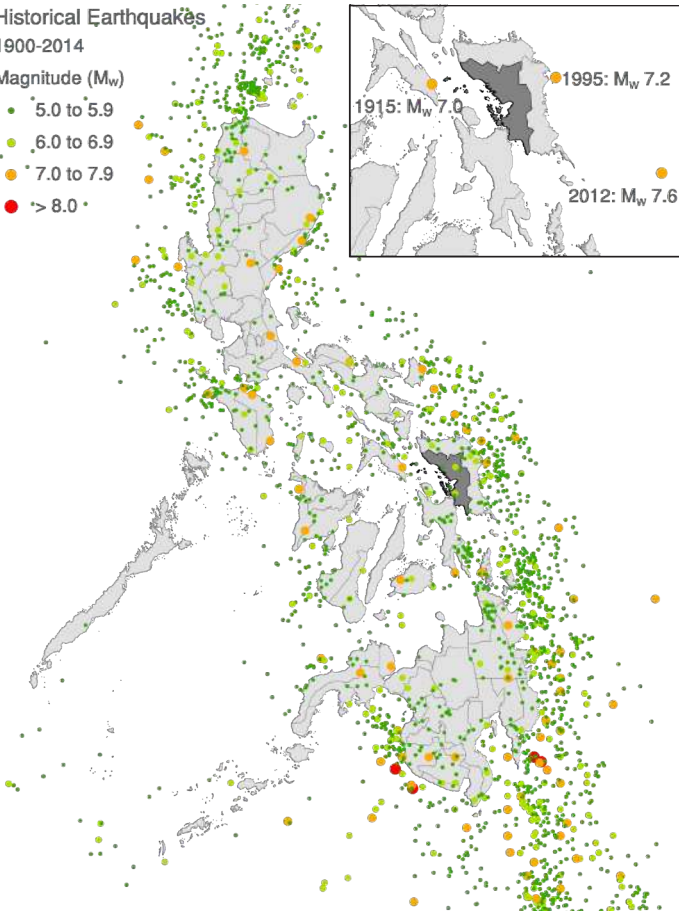 Historical Earthquakes
1900-2014
Magnitude (Mw)
5.0 to 5.9
6.0 to 6.9
7.0 to 7.9
> 8.0
1995: Mw 7.2
1915: Mw 7.0
2012: Mw 7.6